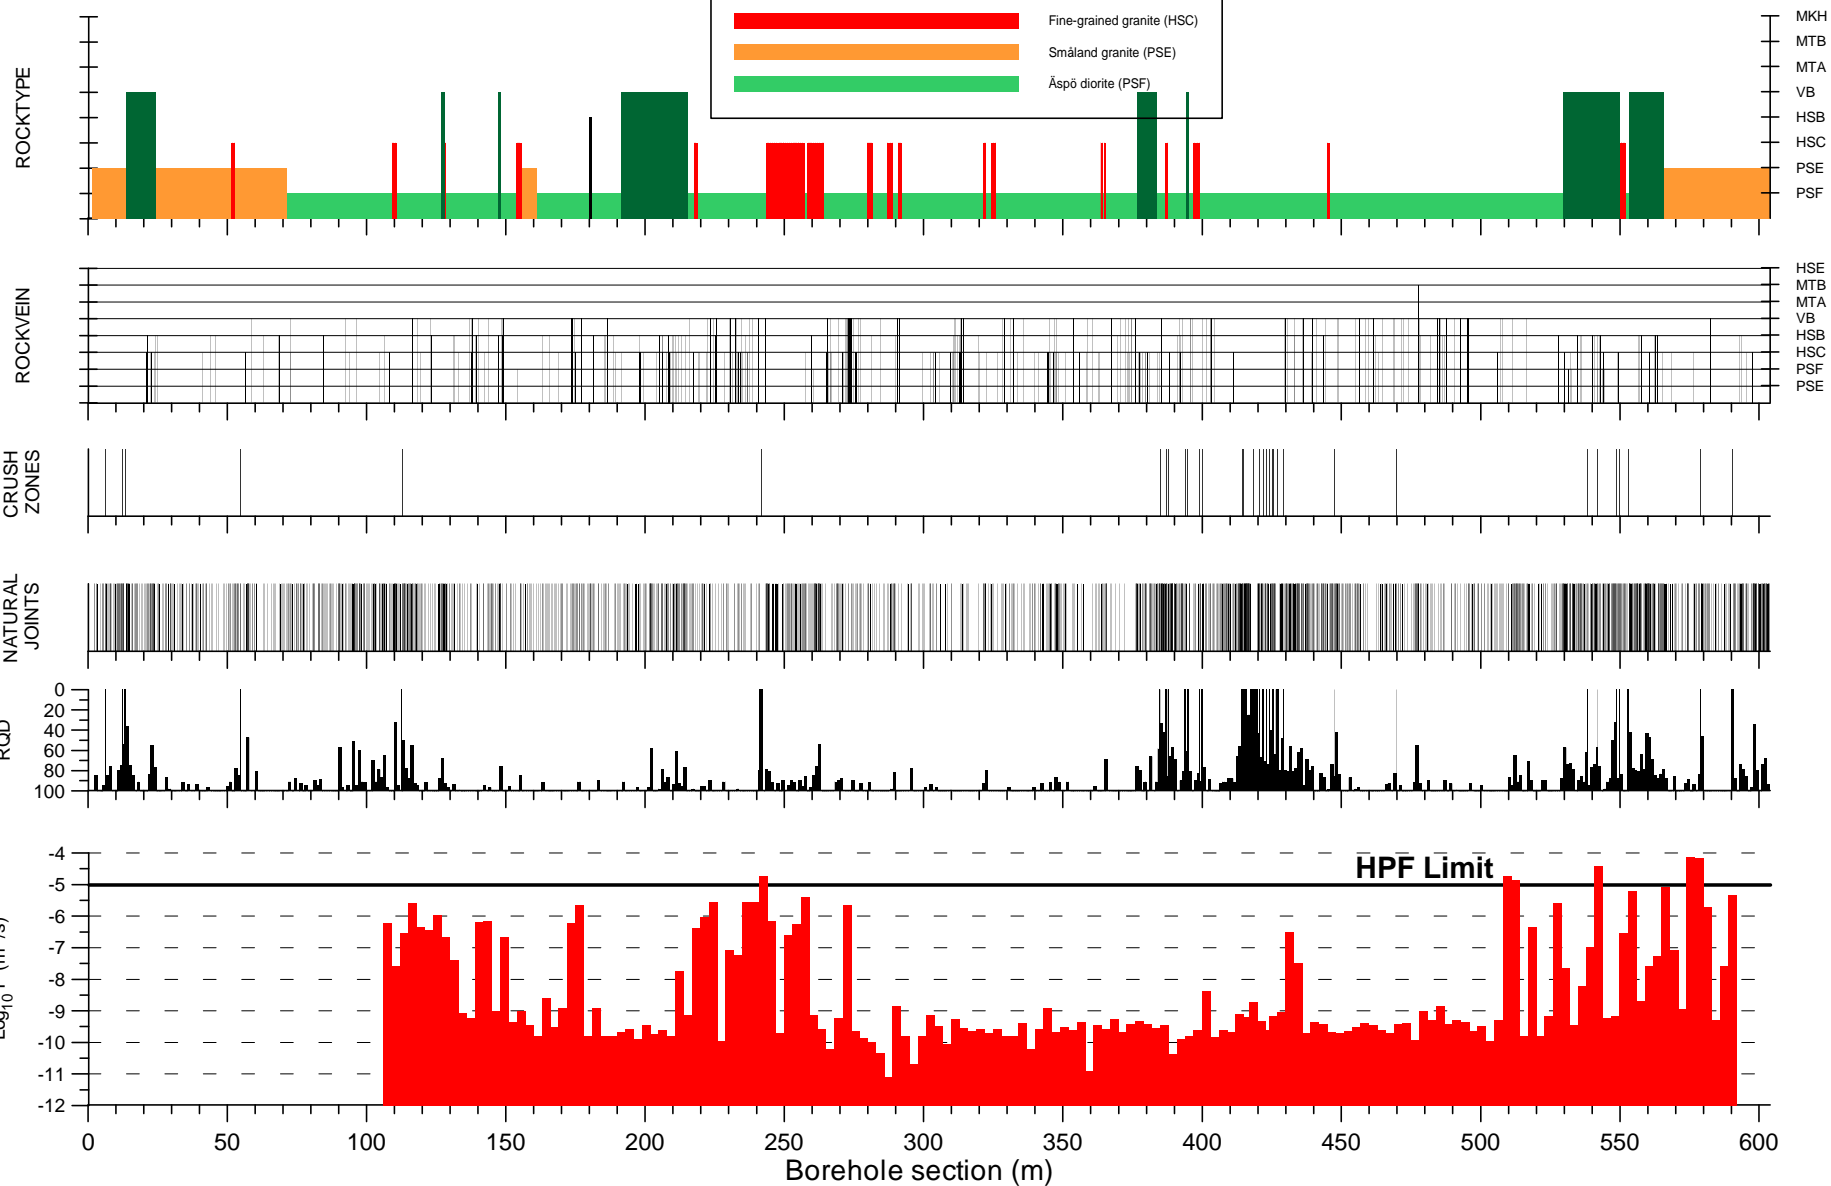 Fine-grained granite (HSC)
Småland granite (PSE)
Äspö diorite (PSF)
ROCKTYPE
MKH
MTB
MTA
VB
HSB
HSC
PSE
PSF
ROCKVEIN
HSE
MTB
MTA
VB
HSB
HSC
PSF
PSE
CRUSH
ZONES
NATURAL
JOINTS
RQD
0
20
40
60
80
100
-4
-5
-6
-7
-8
-9
-10
-11
-12
HPF Limit
0 50 100 150 200 250 300 350 400 450 500 550 600
Borehole section (m)